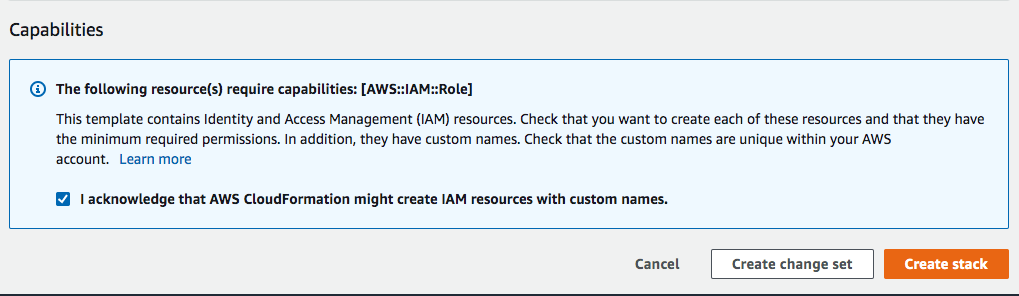 Capabilities
The following resource(s) require capabilities: [AWS::IAM::Role]
This template contains Identity and Access Management (IAM) resources. Check that you want to create each of these resources and that they have
the minimum required permissions. In addition, they have custom names. Check that the custom names are unique within your AWS
account. Learn more
I acknowledge that AWS CloudFormation might create IAM resources with custom names.
Cancel Create change set Create stack